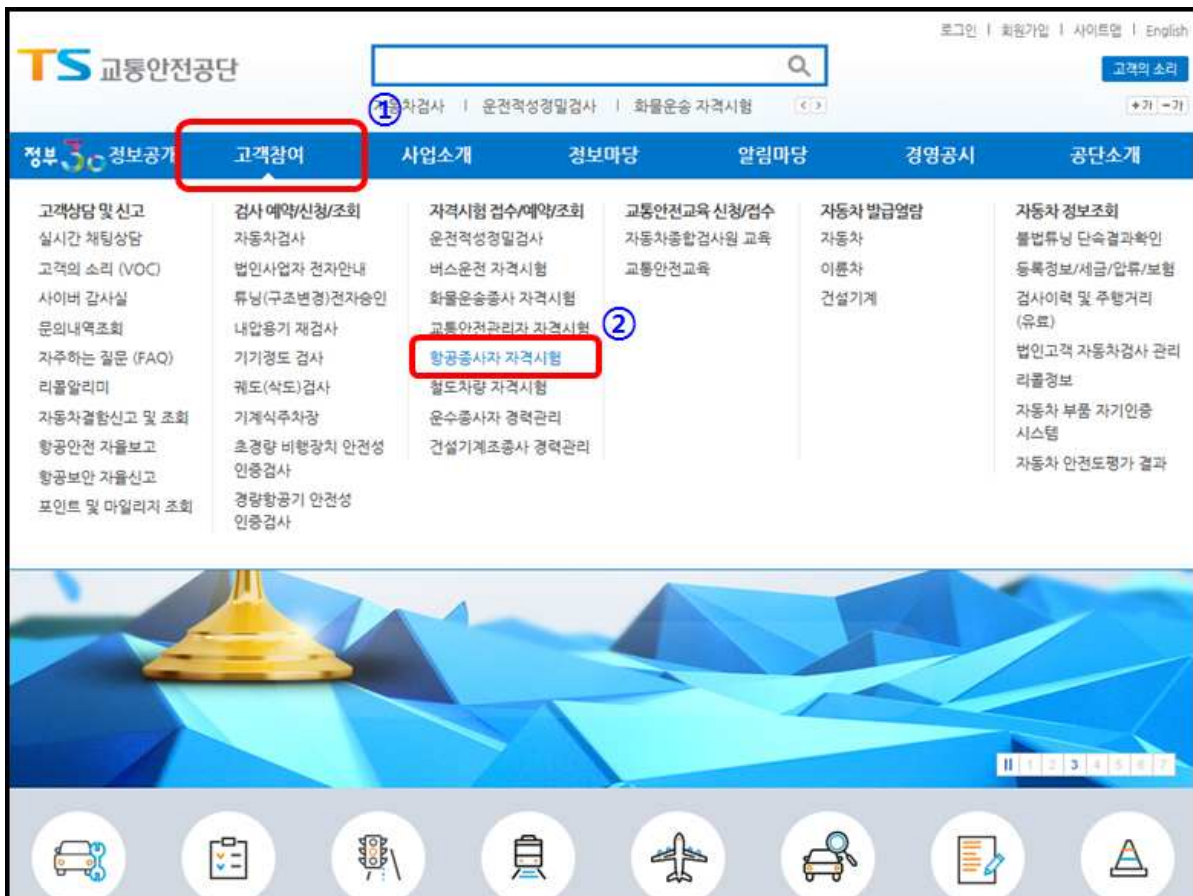 로그인 | 회원가입 | 사이트맵 | English
TS 교통안전공단
고객의 소리
자동차검사 | 운전적성정밀검사 | 화물운송 자격시험
+가 -가
①
정부3.0 정보공개 고객참여 사업소개 정보마당 알림마당 경영공시 공단소개
고객상담 및 신고
실시간 채팅상담
고객의 소리 (VOC)
사이버 감사실
문의내역조회
자주하는 질문 (FAQ)
리콜알리미
자동차결함신고 및 조회
항공안전 자율보고
항공보안 자율신고
포인트 및 마일리지 조회
검사 예약/신청/조회
자동차검사
법인사업자 전자안내
튜닝(구조변경)전자승인
내압용기 재검사
기기정도 검사
궤도(삭도)검사
기계식주차장
초경량 비행장치 안전성
인증검사
경량항공기 안전성
인증검사
자격시험 접수/예약/조회
운전적성정밀검사
버스운전 자격시험
화물운송종사 자격시험
교통안전관리자 자격시험
②
항공종사자 자격시험
철도차량 자격시험
운수종사자 경력관리
건설기계조종사 경력관리
교통안전교육 신청/접수
자동차종합검사원 교육
교통안전교육
자동차 발급열람
자동차
이륜차
건설기계
자동차 정보조회
불법튜닝 단속결과확인
등록정보/세금/압류/보험
검사이력 및 주행거리
(유료)
법인고객 자동차검사 관리
리콜정보
자동차 부품 자기인증
시스템
자동차 안전도평가 결과
1 2 3 4 5 6 7